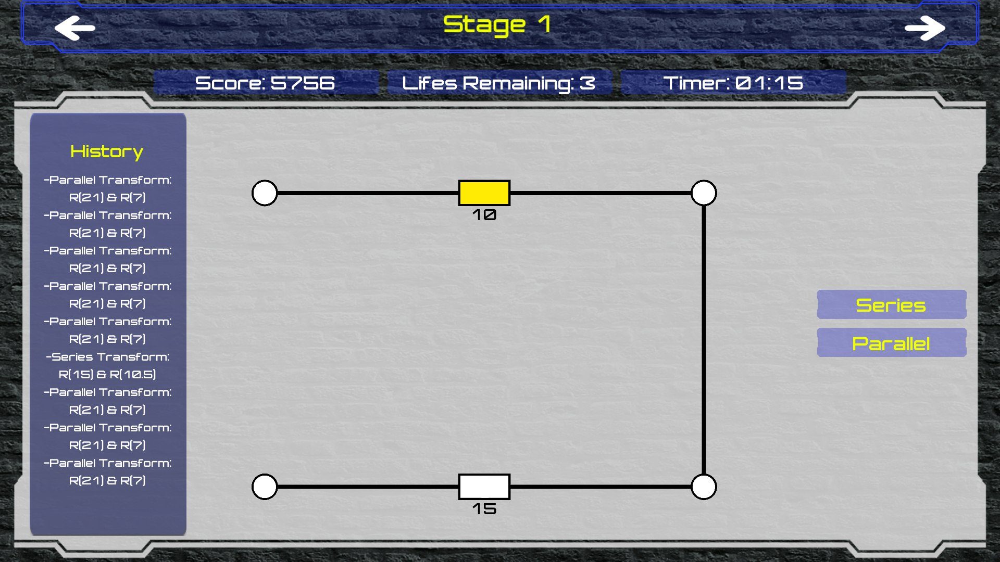 Stage 1
Score: 5756
Lifes Remaining: 3
Timer: 01:15
History
-Parallel Transform:
R(21) & R(7)
-Parallel Transform:
R(21) & R(7)
-Parallel Transform:
R(21) & R(7)
-Parallel Transform:
R(21) & R(7)
-Parallel Transform:
R(21) & R(7)
-Series Transform:
R(15) & R(10.5)
-Parallel Transform:
R(21) & R(7)
-Parallel Transform:
R(21) & R(7)
-Parallel Transform:
R(21) & R(7)
10
15
Series
Parallel